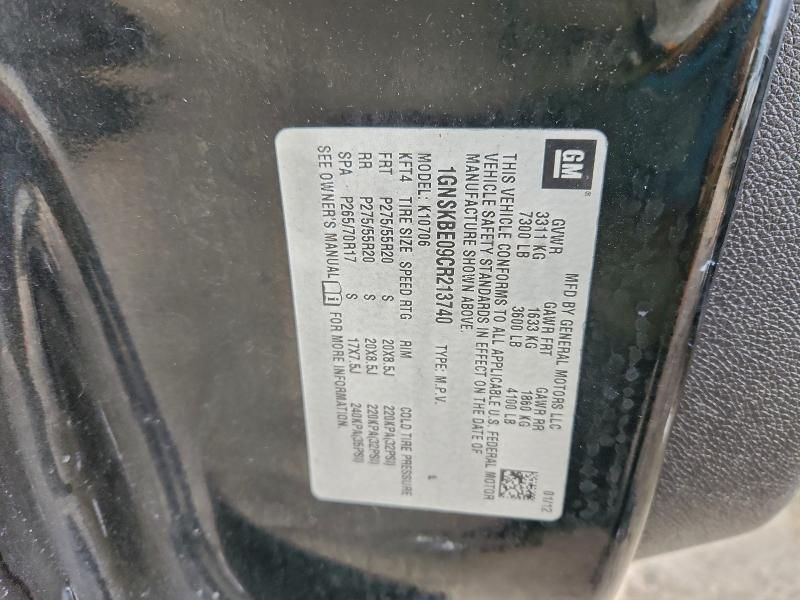 GM ®
MFD BY GENERAL MOTORS LLC 01/12
GVWR GAWR FRT GAWR RR
3311 KG 1633 KG 1860 KG
7300 LB 3600 LB 4100 LB
THIS VEHICLE CONFORMS TO ALL APPLICABLE U.S. FEDERAL MOTOR
VEHICLE SAFETY STANDARDS IN EFFECT ON THE DATE OF
MANUFACTURE SHOWN ABOVE.
1GNSKBE09CR213740 TYPE: M.P.V.
MODEL: K10706
KFT4 TIRE SIZE SPEED RTG RIM COLD TIRE PRESSURE
FRT P275/55R20 S 20X8.5J 220KPA(32PSI)
RR P275/55R20 S 20X8.5J 220KPA(32PSI)
SPA P265/70R17 S 17X7.5J 240KPA(35PSI)
SEE OWNER'S MANUAL i FOR MORE INFORMATION.